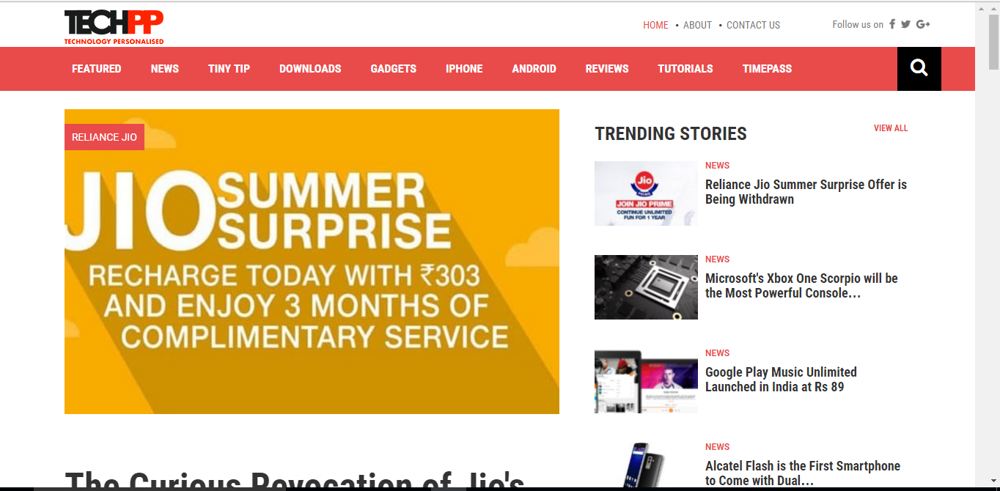 TECHPP
TECHNOLOGY PERSONALISED
HOME • ABOUT • CONTACT US
Follow us on
FEATURED NEWS TINY TIP DOWNLOADS GADGETS IPHONE ANDROID REVIEWS TUTORIALS TIMEPASS
RELIANCE JIO
JIO SUMMER
SURPRISE
RECHARGE TODAY WITH ₹303
AND ENJOY 3 MONTHS OF
COMPLIMENTARY SERVICE
The Curious Revocation of Jio's
TRENDING STORIES
VIEW ALL
Jio
PRIME
JOIN JIO PRIME
CONTINUE UNLIMITED
FUN FOR 1 YEAR
NEWS
Reliance Jio Summer Surprise Offer is
Being Withdrawn
NEWS
Microsoft's Xbox One Scorpio will be
the Most Powerful Console...
NEWS
Google Play Music Unlimited
Launched in India at Rs 89
NEWS
Alcatel Flash is the First Smartphone
to Come with Dual...